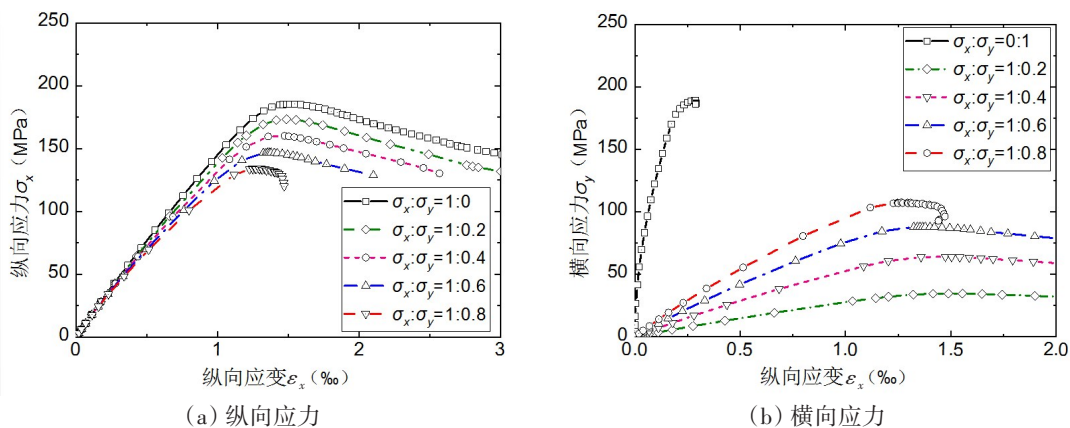 250
200
150
100
50
0
纵向应力σx(MPa)
σx:σy=1:0
σx:σy=1:0.2
σx:σy=1:0.4
σx:σy=1:0.6
σx:σy=1:0.8
0 1 2 3
纵向应变εx(‰)
(a)纵向应力
250
200
150
100
50
0
横向应力σy(MPa)
σx:σy=0:1
σx:σy=1:0.2
σx:σy=1:0.4
σx:σy=1:0.6
σx:σy=1:0.8
0.0 0.5 1.0 1.5 2.0
纵向应变εx(‰)
(b)横向应力